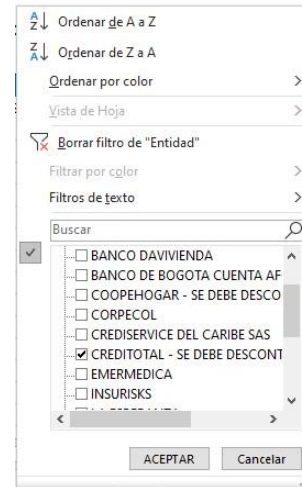 Ordenar de A a Z
Ordenar de Z a A
Ordenar por color
Vista de Hoja
Borrar filtro de "Entidad"
Filtrar por color
Filtros de texto
Buscar
BANCO DAVIVIENDA
BANCO DE BOGOTA CUENTA AF
COOPEHOGAR - SE DEBE DESCO
CORPECOL
CREDISERVICE DEL CARIBE SAS
CREDITOTAL - SE DEBE DESCONT
EMERMEDICA
INSURISKS
ACEPTAR Cancelar